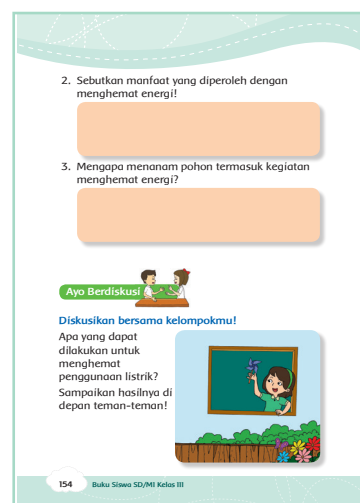 2. Sebutkan manfaat yang diperoleh dengan
menghemat energi!
3. Mengapa menanam pohon termasuk kegiatan
menghemat energi?
Ayo Berdiskusi
Diskusikan bersama kelompokmu!
Apa yang dapat
dilakukan untuk
menghemat
penggunaan listrik?
Sampaikan hasilnya di
depan teman-teman!
154 Buku Siswa SD/MI Kelas III